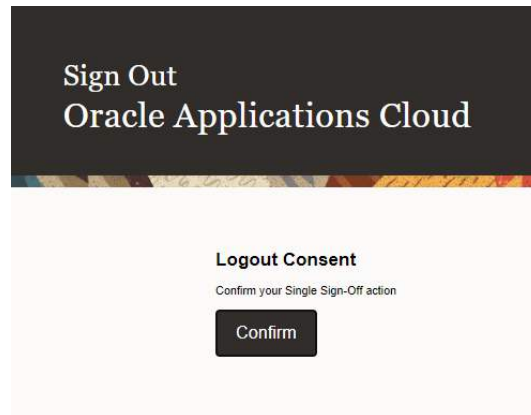 Sign Out
Oracle Applications Cloud
Logout Consent
Confirm your Single Sign-Off action
Confirm